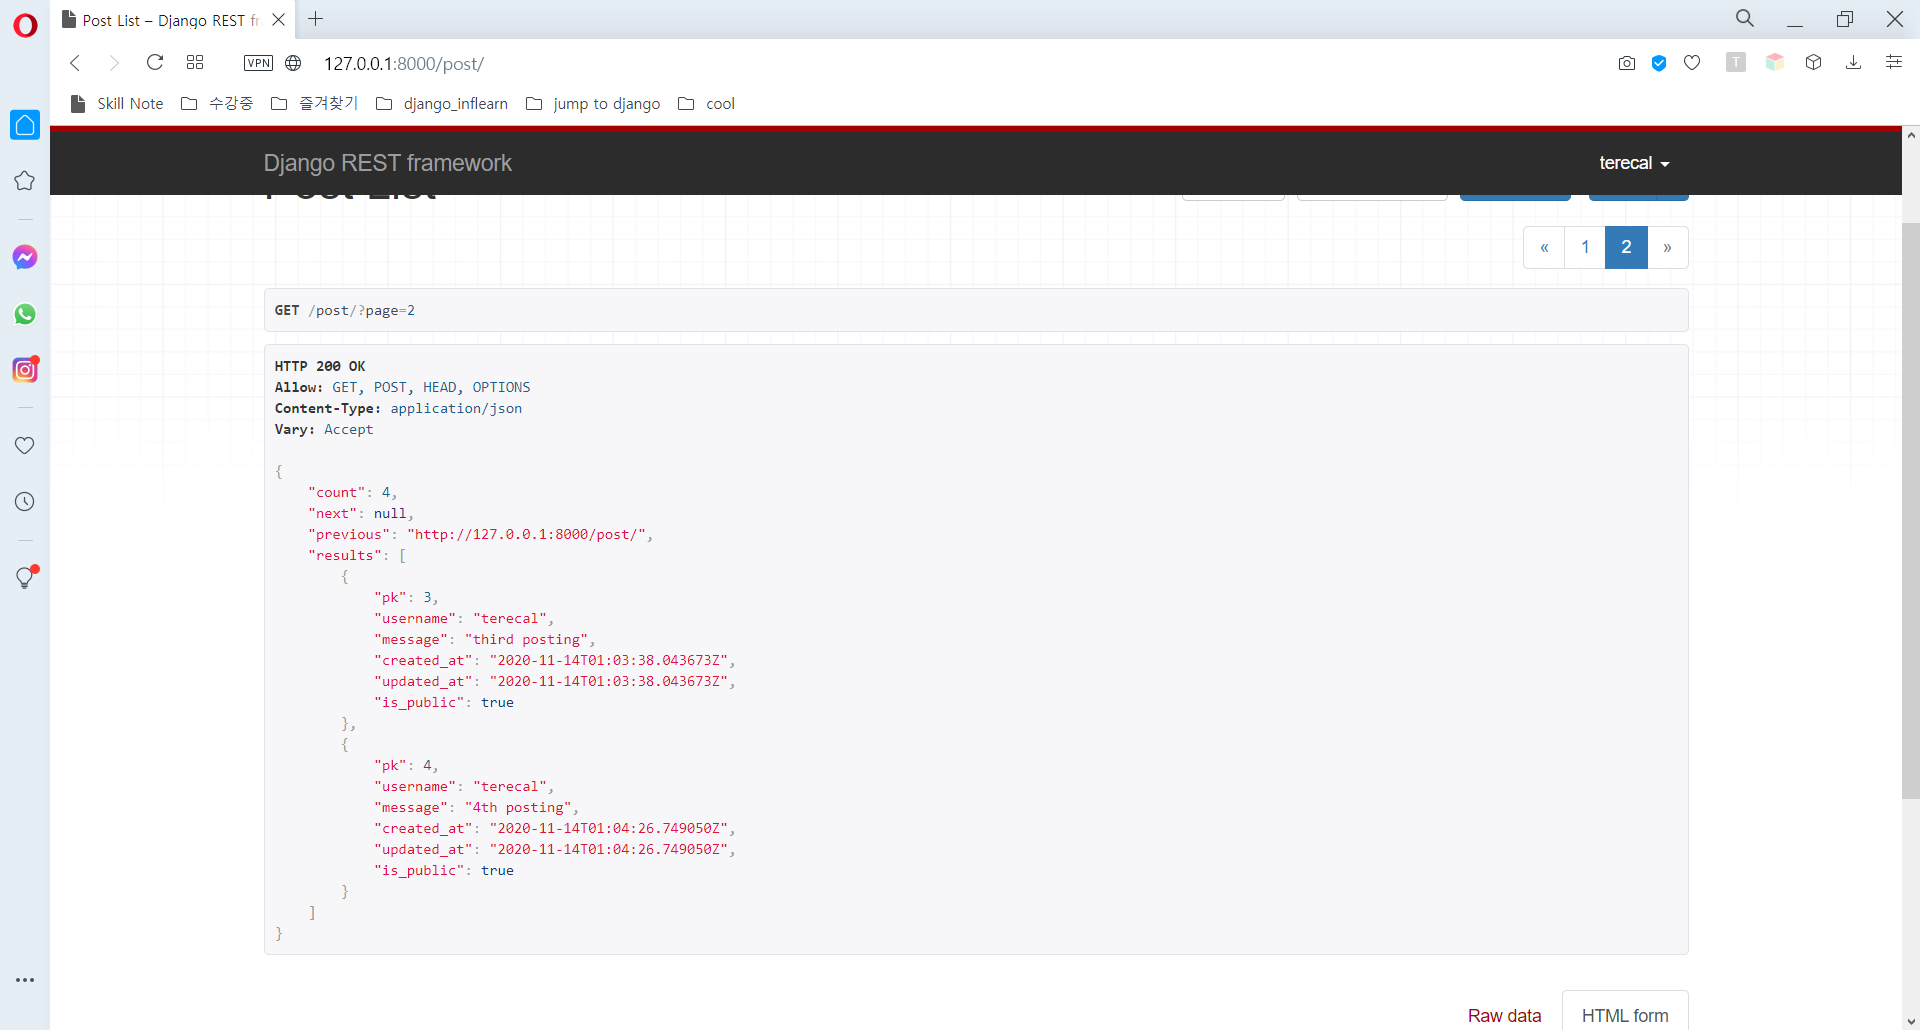 Post List – Django REST fr
VPN 127.0.0.1:8000/post/
T
Skill Note 수강중 즐겨찾기 django_inflearn jump to django cool
Django REST framework terecal
Post List
« 1 2 »
GET /post/?page=2
HTTP 200 OK
Allow: GET, POST, HEAD, OPTIONS
Content-Type: application/json
Vary: Accept
{
    "count": 4,
    "next": null,
    "previous": "http://127.0.0.1:8000/post/",
    "results": [
        {
            "pk": 3,
            "username": "terecal",
            "message": "third posting",
            "created_at": "2020-11-14T01:03:38.043673Z",
            "updated_at": "2020-11-14T01:03:38.043673Z",
            "is_public": true
        },
        {
            "pk": 4,
            "username": "terecal",
            "message": "4th posting",
            "created_at": "2020-11-14T01:04:26.749050Z",
            "updated_at": "2020-11-14T01:04:26.749050Z",
            "is_public": true
        }
    ]
}
Raw data HTML form